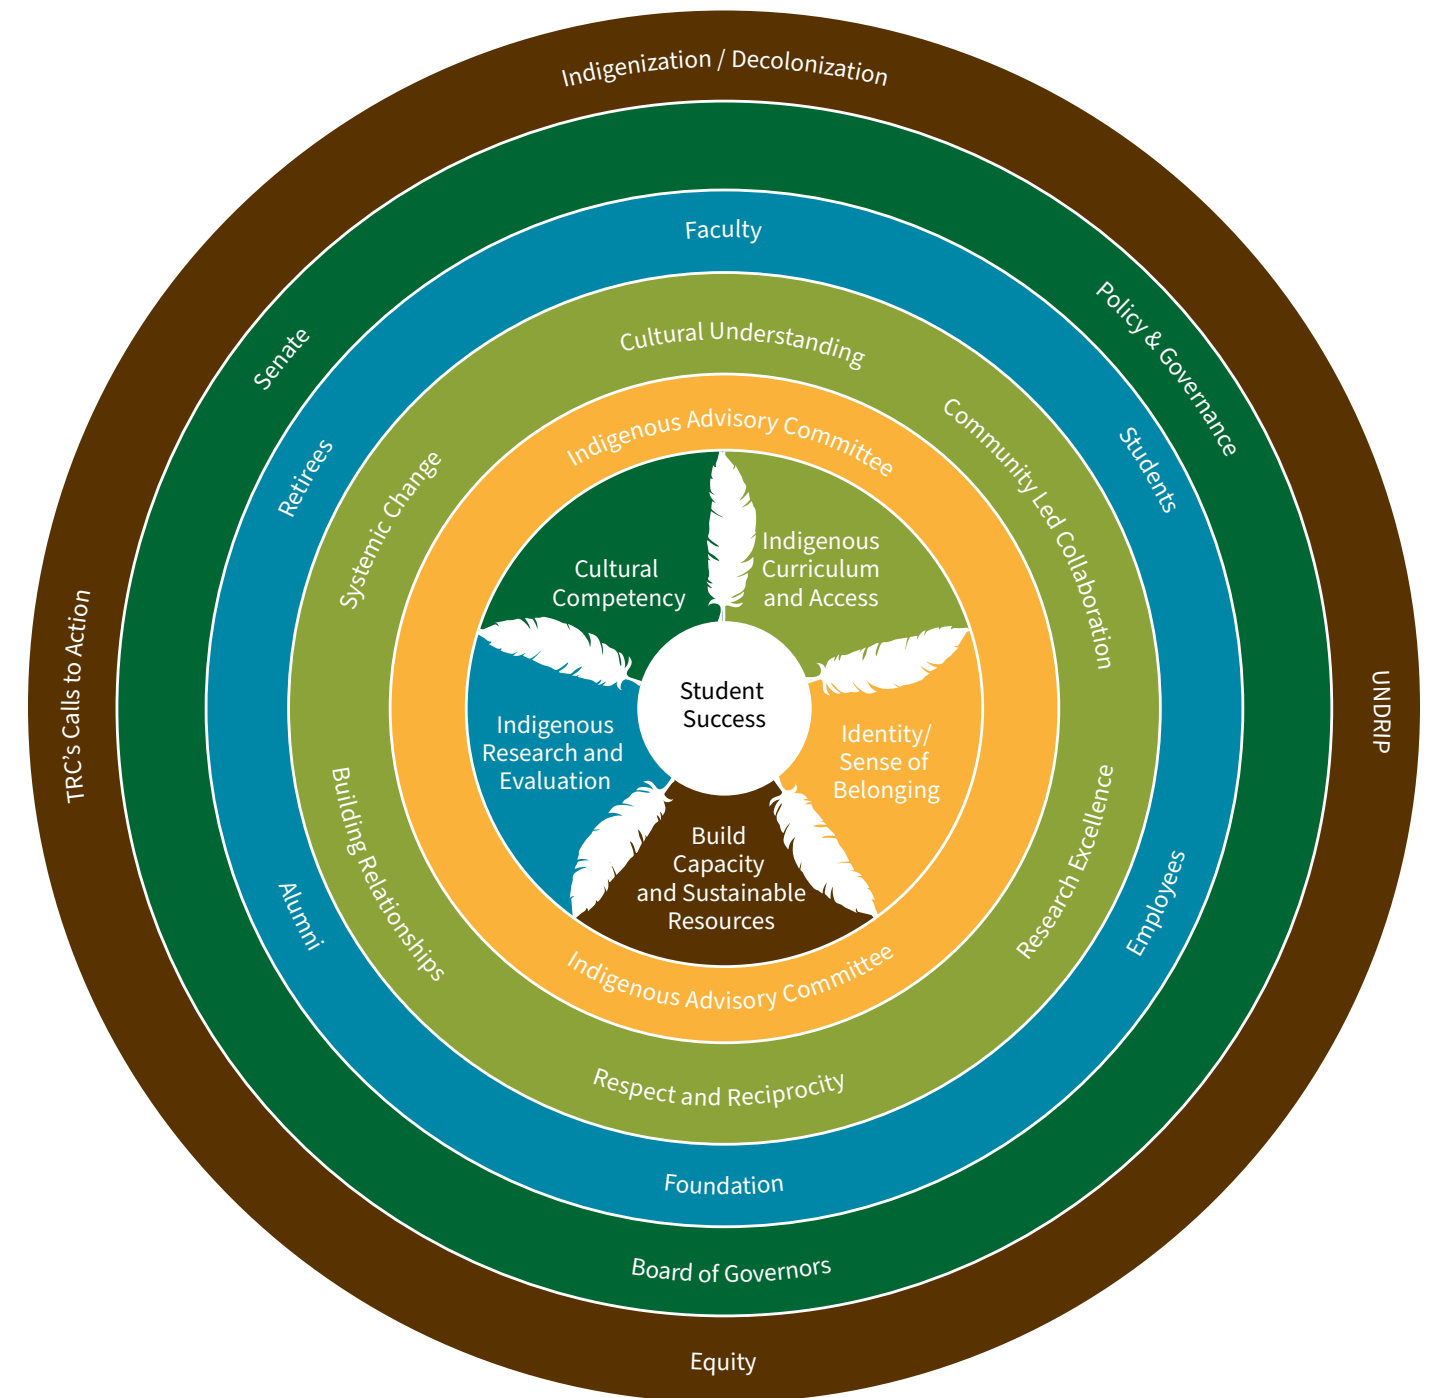 Indigenization / Decolonization
TRC's Calls to Action
UNDRIP
Equity
Senate
Policy & Governance
Board of Governors
Faculty
Retirees
Students
Alumni
Employees
Foundation
Cultural Understanding
Systemic Change
Community Led Collaboration
Building Relationships
Research Excellence
Respect and Reciprocity
Indigenous Advisory Committee
Cultural
Competency
Indigenous
Curriculum
and Access
Student
Success
Indigenous
Research and
Evaluation
Identity/
Sense of
Belonging
Build
Capacity
and Sustainable
Resources
Indigenous Advisory Committee